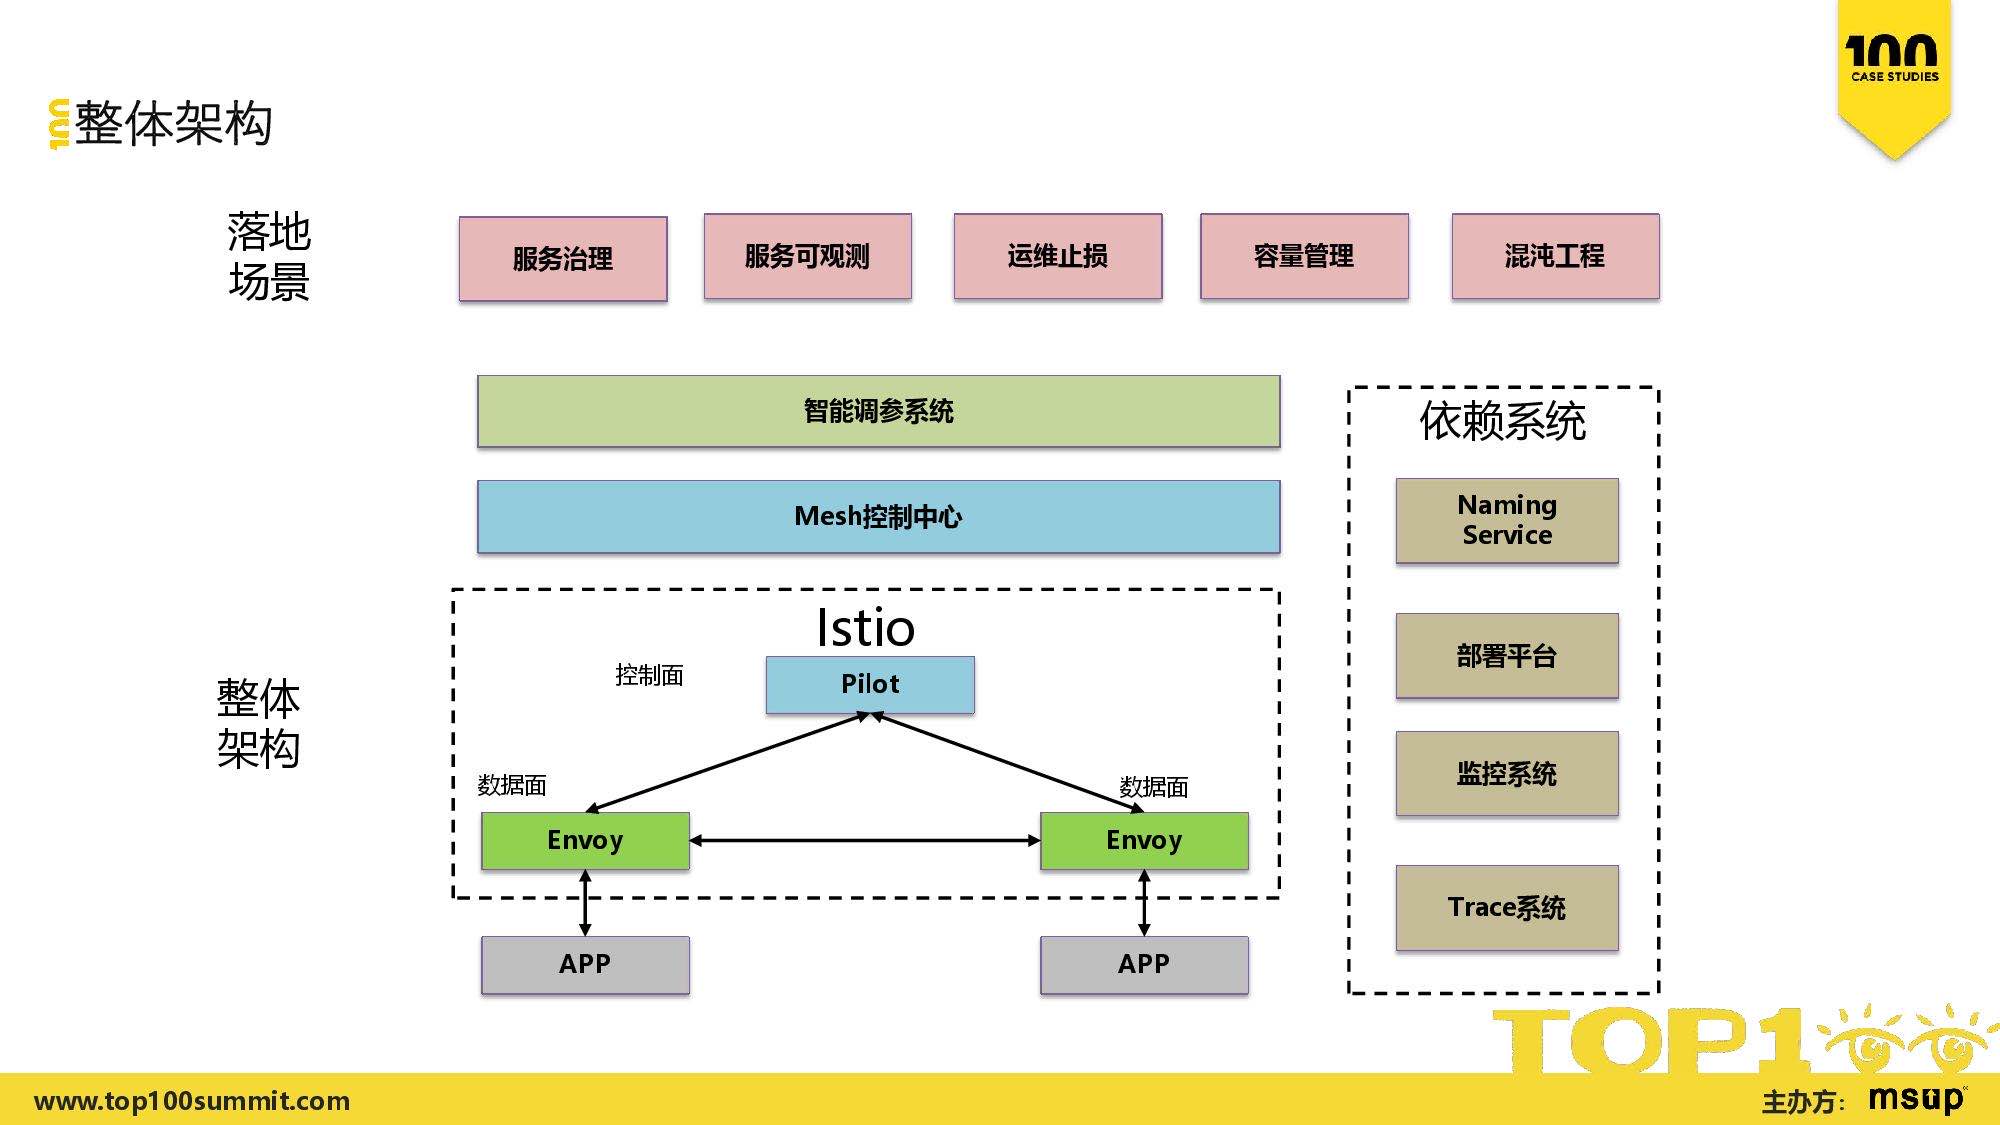 100
CASE STUDIES
整体架构
落地
场景
服务治理
服务可观测
运维止损
容量管理
混沌工程
智能调参系统
Mesh控制中心
依赖系统
Naming
Service
部署平台
监控系统
Trace系统
整体
架构
Istio
控制面
Pilot
数据面
数据面
Envoy
Envoy
APP
APP
TOP100
www.top100summit.com
主办方：
msup